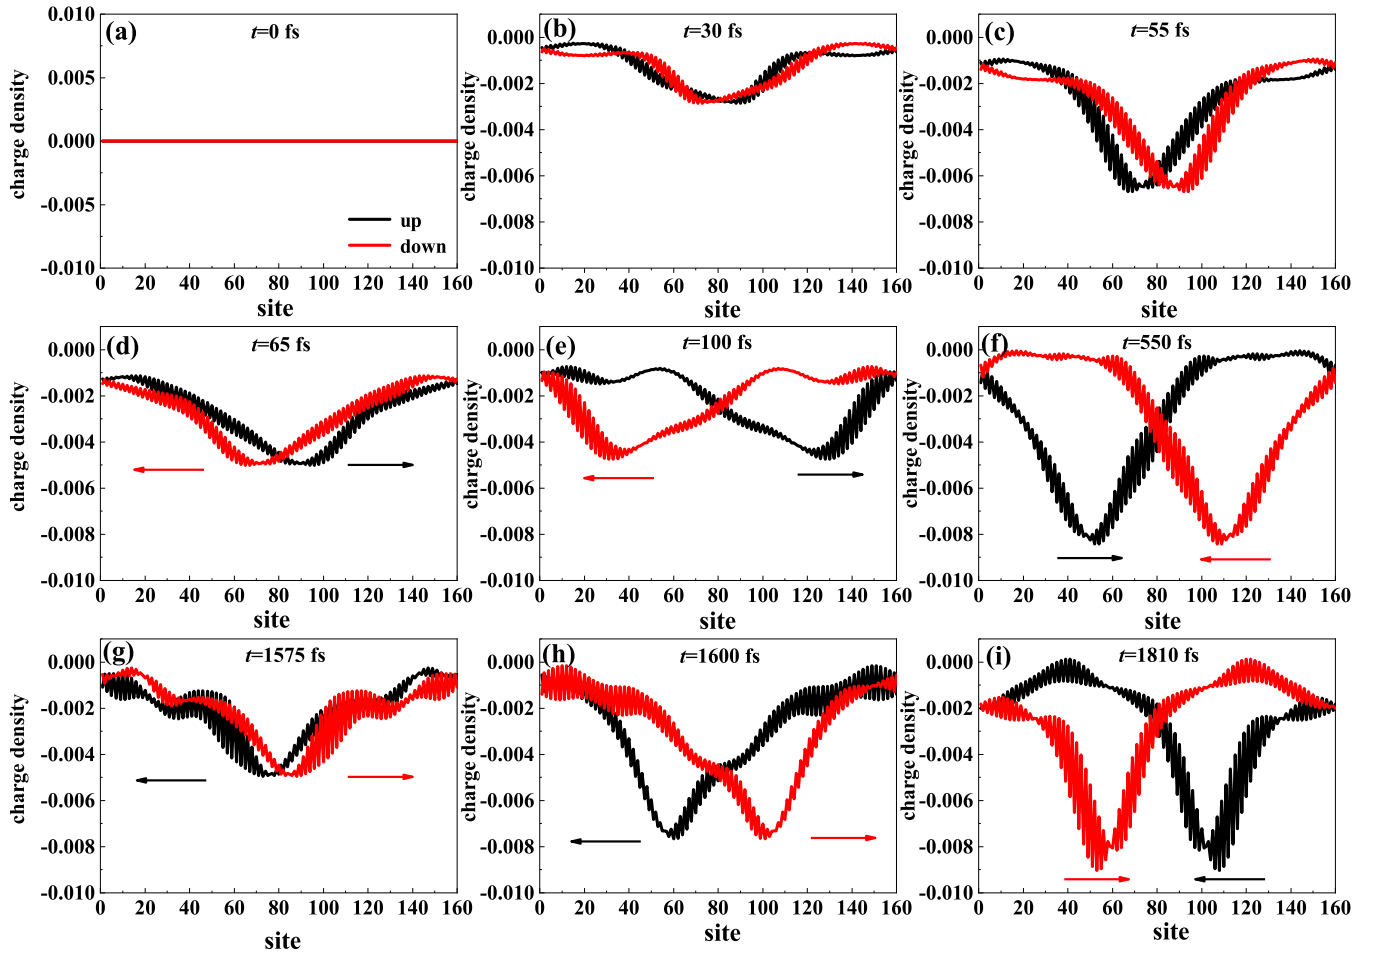 (a)
t=0 fs
0.010
0.005
0.000
-0.005
-0.010
charge density
up
down
0 20 40 60 80 100 120 140 160
site
(b)
t=30 fs
0.000
-0.002
-0.004
-0.006
-0.008
-0.010
charge density
0 20 40 60 80 100 120 140 160
site
(c)
t=55 fs
0.000
-0.002
-0.004
-0.006
-0.008
-0.010
charge density
0 20 40 60 80 100 120 140 160
site
(d)
t=65 fs
0.000
-0.002
-0.004
-0.006
-0.008
-0.010
charge density
0 20 40 60 80 100 120 140 160
site
(e)
t=100 fs
0.000
-0.002
-0.004
-0.006
-0.008
-0.010
charge density
0 20 40 60 80 100 120 140 160
site
(f)
t=550 fs
0.000
-0.002
-0.004
-0.006
-0.008
-0.010
charge density
0 20 40 60 80 100 120 140 160
site
(g)
t=1575 fs
0.000
-0.002
-0.004
-0.006
-0.008
-0.010
charge density
0 20 40 60 80 100 120 140 160
site
(h)
t=1600 fs
0.000
-0.002
-0.004
-0.006
-0.008
-0.010
charge density
0 20 40 60 80 100 120 140 160
site
(i)
t=1810 fs
0.000
-0.002
-0.004
-0.006
-0.008
-0.010
charge density
0 20 40 60 80 100 120 140 160
site